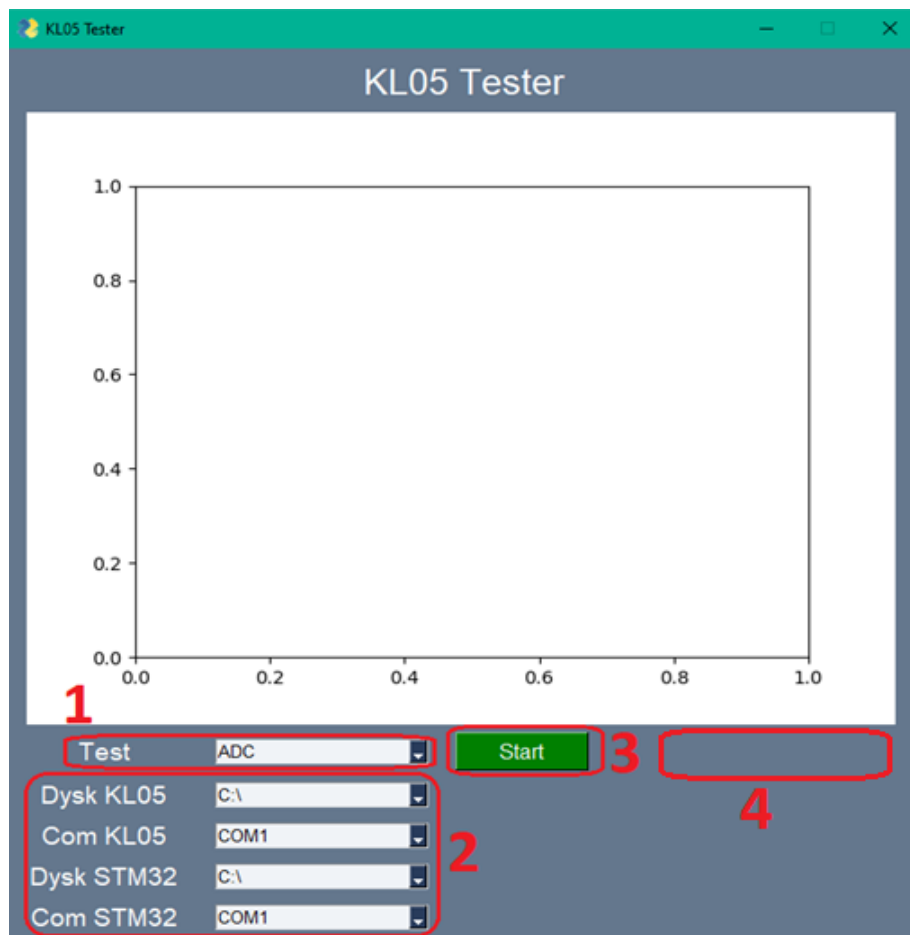 KL05 Tester
KL05 Tester
1.0
0.8
0.6
0.4
0.2
0.0
0.0 0.2 0.4 0.6 0.8 1.0
1
Test ADC Start 3
4
Dysk KL05 C:\
Com KL05 COM1
2
Dysk STM32 C:\
Com STM32 COM1